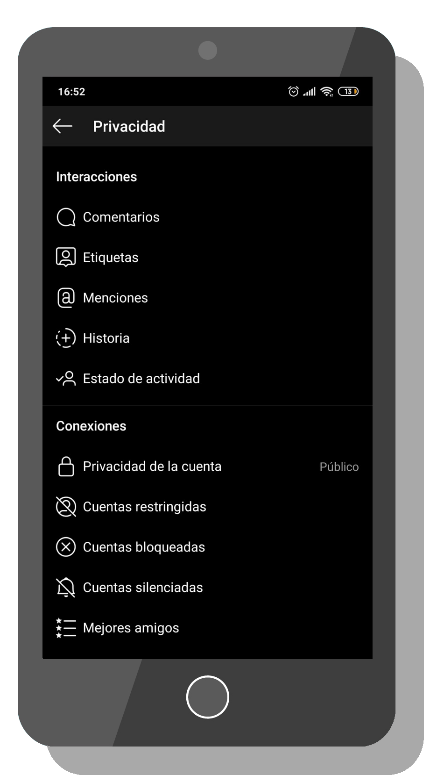 16:52
13
Privacidad
Interacciones
Comentarios
Etiquetas
Menciones
Historia
Estado de actividad
Conexiones
Privacidad de la cuenta Público
Cuentas restringidas
Cuentas bloqueadas
Cuentas silenciadas
Mejores amigos